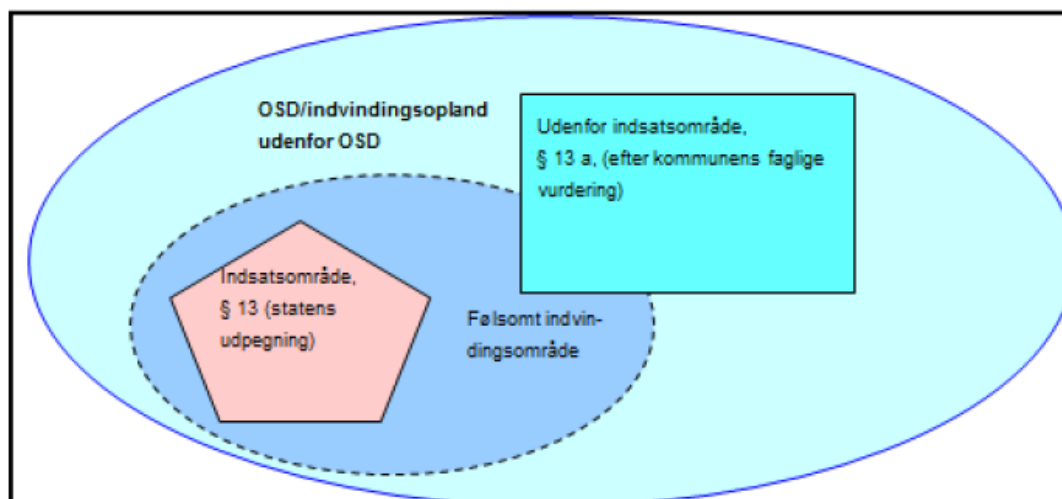 OSD/indvindingsopland
udenfor OSD
Udenfor indsatsområde,
§ 13 a, (efter kommunens faglige
vurdering)
Indsatsområde,
§ 13 (statens
udpegning)
Følsomt indvin-
dingsområde